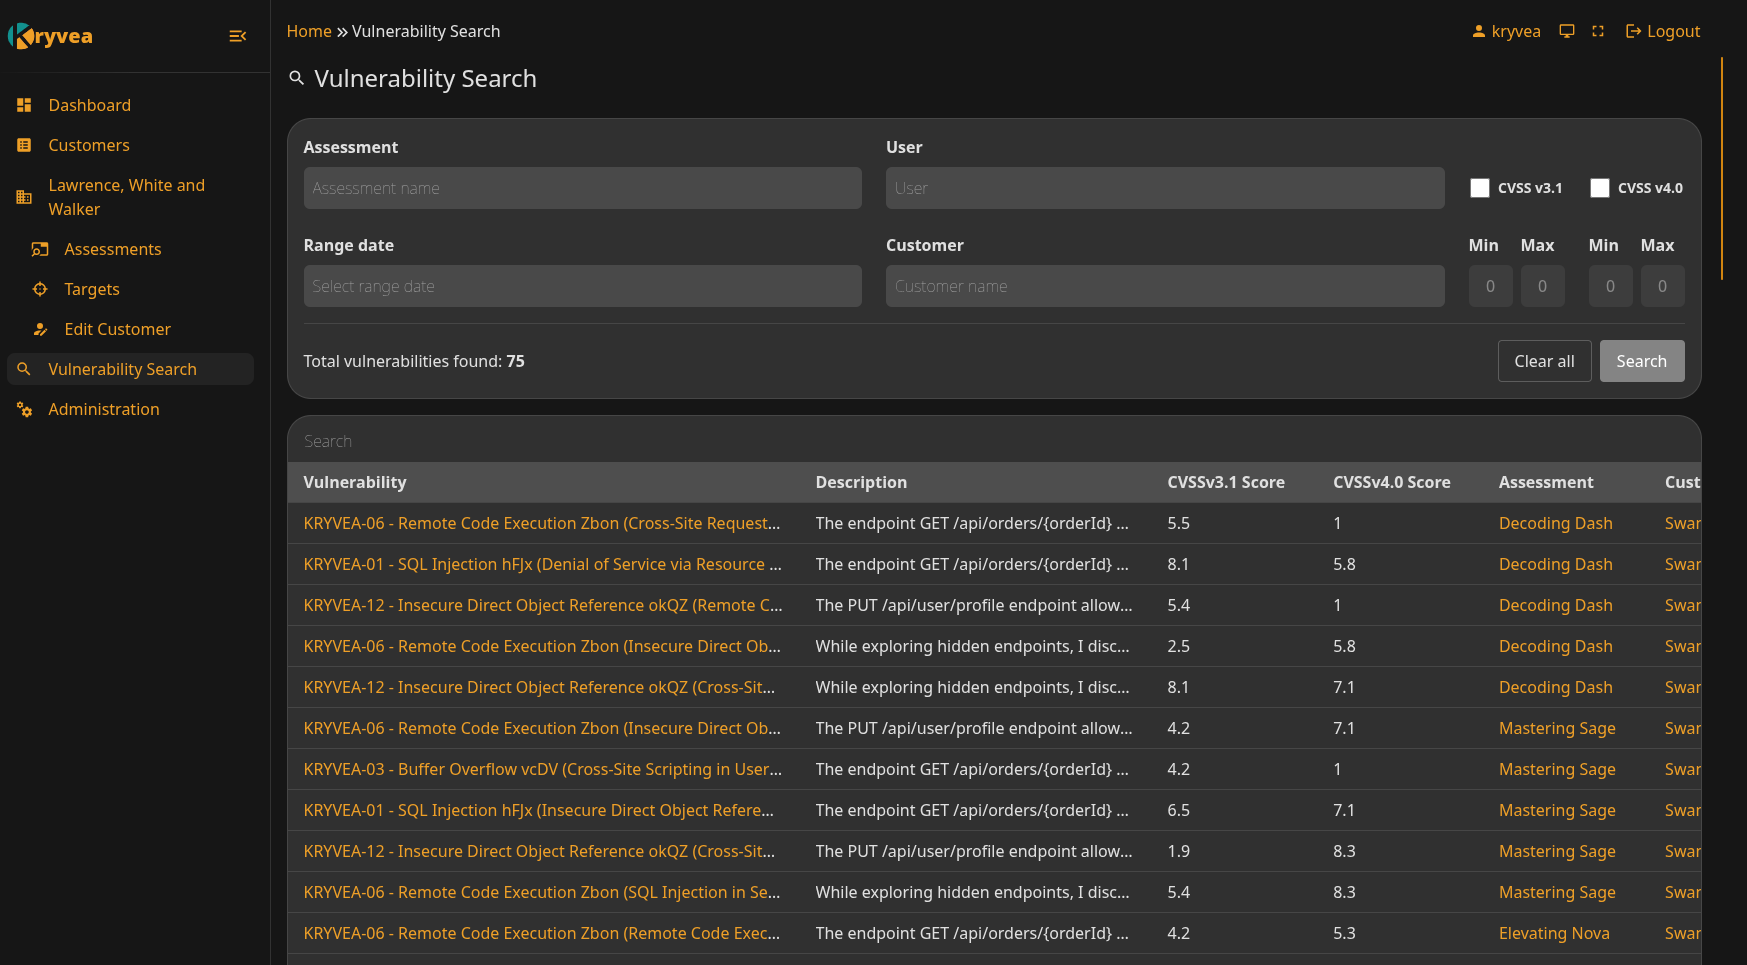 Kryvea
Home » Vulnerability Search
kryvea
Logout
Dashboard
Customers
Lawrence, White and
Walker
Assessments
Targets
Edit Customer
Vulnerability Search
Administration
Vulnerability Search
Assessment
User
Assessment name
User
CVSS v3.1
CVSS v4.0
Range date
Customer
Min Max Min Max
Select range date
Customer name
0 0 0 0
Total vulnerabilities found: 75
Clear all
Search
Search
Vulnerability Description CVSSv3.1 Score CVSSv4.0 Score Assessment Cust
KRYVEA-06 - Remote Code Execution Zbon (Cross-Site Request... The endpoint GET /api/orders/{orderId} ... 5.5 1 Decoding Dash Swar
KRYVEA-01 - SQL Injection hFJx (Denial of Service via Resource ... The endpoint GET /api/orders/{orderId} ... 8.1 5.8 Decoding Dash Swar
KRYVEA-12 - Insecure Direct Object Reference okQZ (Remote C... The PUT /api/user/profile endpoint allow... 5.4 1 Decoding Dash Swar
KRYVEA-06 - Remote Code Execution Zbon (Insecure Direct Ob... While exploring hidden endpoints, I disc... 2.5 5.8 Decoding Dash Swar
KRYVEA-12 - Insecure Direct Object Reference okQZ (Cross-Sit... While exploring hidden endpoints, I disc... 8.1 7.1 Decoding Dash Swar
KRYVEA-06 - Remote Code Execution Zbon (Insecure Direct Ob... The PUT /api/user/profile endpoint allow... 4.2 7.1 Mastering Sage Swar
KRYVEA-03 - Buffer Overflow vcDV (Cross-Site Scripting in User... The endpoint GET /api/orders/{orderId} ... 4.2 1 Mastering Sage Swar
KRYVEA-01 - SQL Injection hFJx (Insecure Direct Object Refere... The endpoint GET /api/orders/{orderId} ... 6.5 7.1 Mastering Sage Swar
KRYVEA-12 - Insecure Direct Object Reference okQZ (Cross-Sit... The PUT /api/user/profile endpoint allow... 1.9 8.3 Mastering Sage Swar
KRYVEA-06 - Remote Code Execution Zbon (SQL Injection in Se... While exploring hidden endpoints, I disc... 5.4 8.3 Mastering Sage Swar
KRYVEA-06 - Remote Code Execution Zbon (Remote Code Exec... The endpoint GET /api/orders/{orderId} ... 4.2 5.3 Elevating Nova Swar